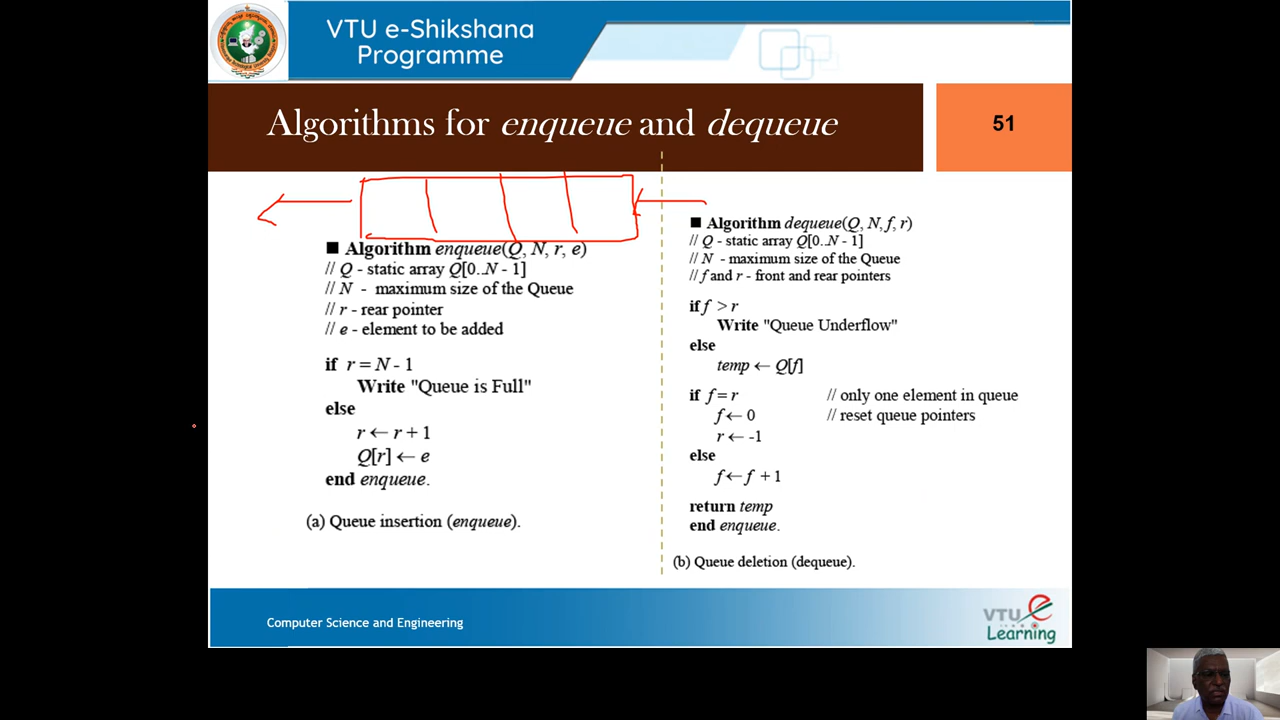 VTU e-Shikshana
Programme
Algorithms for enqueue and dequeue
51
■ Algorithm enqueue(Q, N, r, e)
// Q - static array Q[0..N - 1]
// N - maximum size of the Queue
// r - rear pointer
// e - element to be added
if r = N - 1
Write "Queue is Full"
else
r ← r + 1
Q[r] ← e
end enqueue.
(a) Queue insertion (enqueue).
■ Algorithm dequeue(Q, N, f, r)
// Q - static array Q[0..N - 1]
// N - maximum size of the Queue
// f and r - front and rear pointers
if f > r
Write "Queue Underflow"
else
temp ← Q[f]
if f = r // only one element in queue
f ← 0 // reset queue pointers
r ← -1
else
f ← f + 1
return temp
end enqueue.
(b) Queue deletion (dequeue).
Computer Science and Engineering
VTU e
Learning